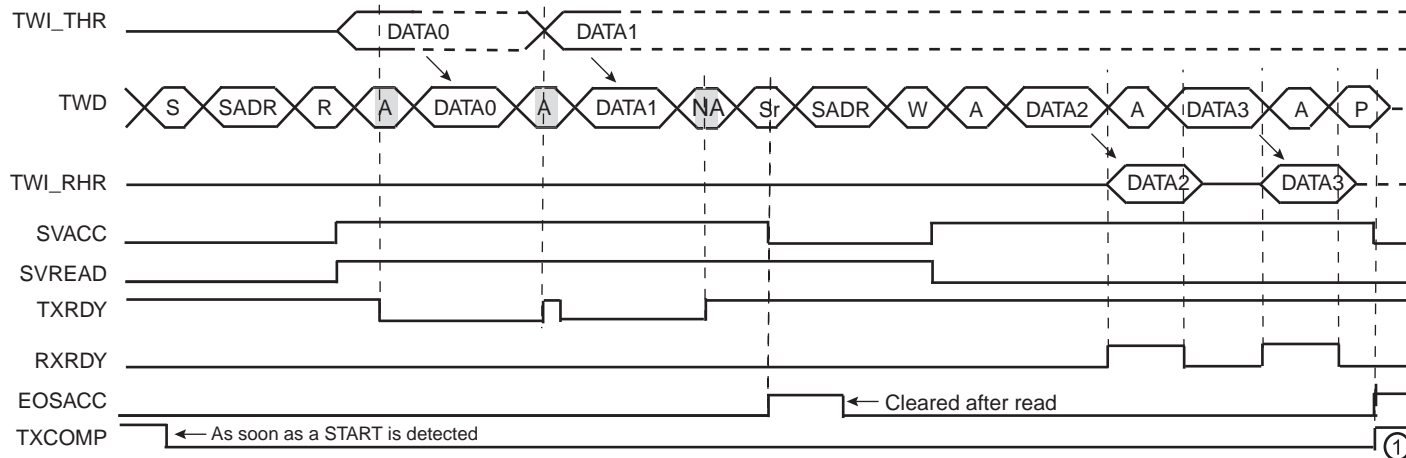 TWI_THR DATA0 DATA1
TWD S SADR R A DATA0 A DATA1 NA Sr SADR W A DATA2 A DATA3 A P
TWI_RHR DATA2 DATA3
SVACC
SVREAD
TXRDY
RXRDY
EOSACC Cleared after read
TXCOMP As soon as a START is detected 1